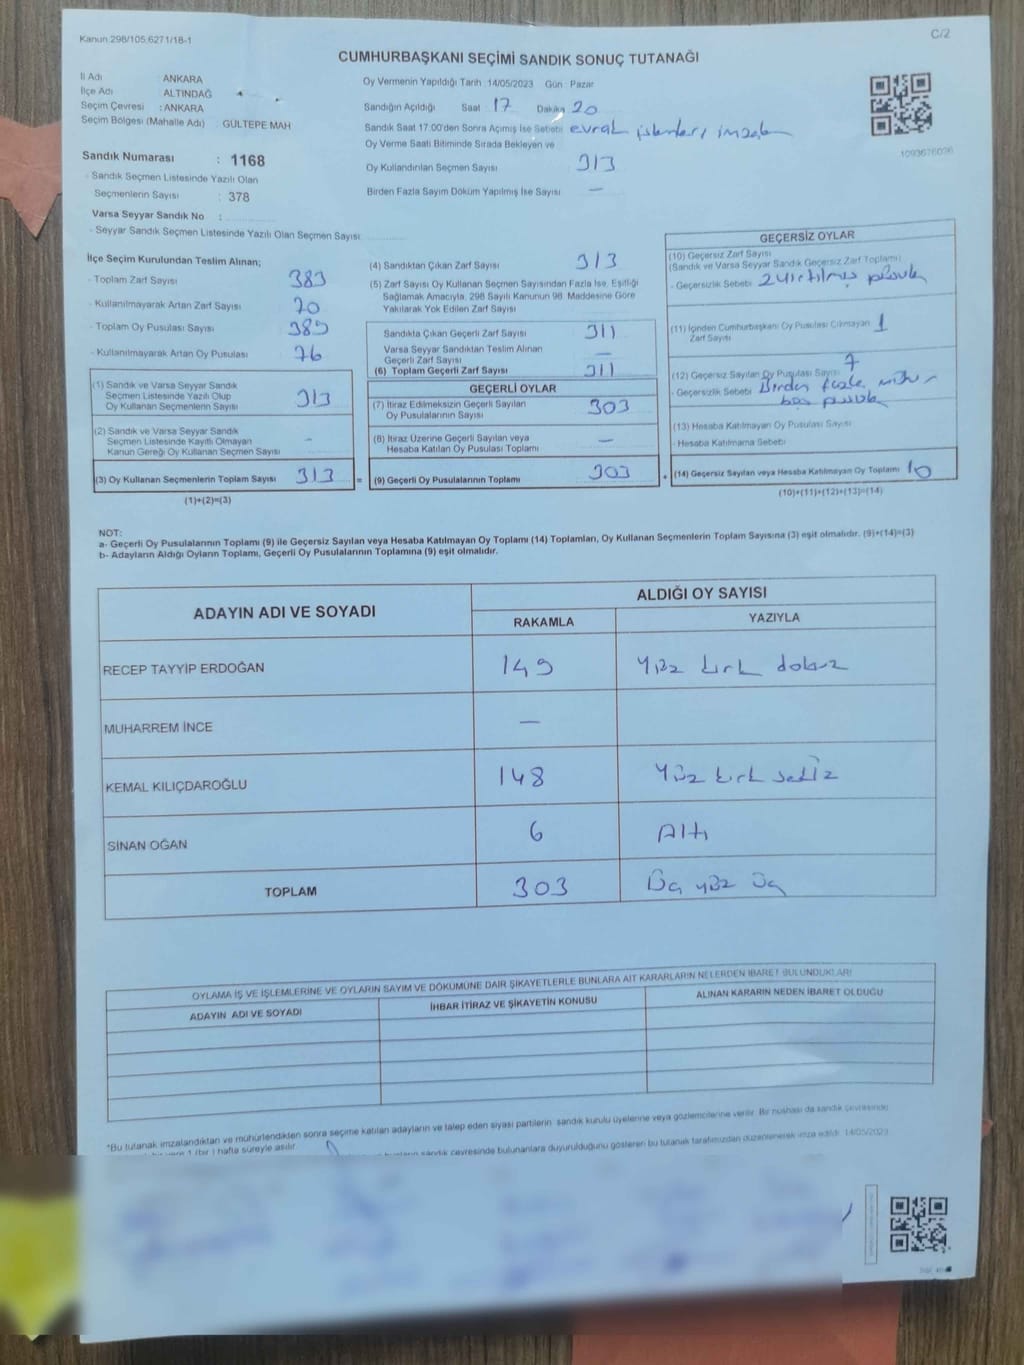 Kanun 298/105,6271/18-1
C/2
CUMHURBAŞKANI SEÇİMİ SANDIK SONUÇ TUTANAĞI
İl Adı ANKARA
İlçe Adı ALTINDAĞ
Seçim Çevresi : ANKARA
Seçim Bölgesi (Mahalle Adı) GÜLTEPE MAH
Sandık Numarası : 1168
- Sandık Seçmen Listesinde Yazılı Olan
Seçmenlerin Sayısı : 378
Varsa Seyyar Sandık No :
- Seyyar Sandık Seçmen Listesinde Yazılı Olan Seçmen Sayısı
Oy Vermenin Yapıldığı Tarih 14/05/2023 Gün Pazar
Sandığın Açıldığı Saat 17 Dakika 20
Sandık Saat 17:00'den Sonra Açımış İse Sebebi evrak işlemleri imzala
Oy Verme Saati Bitiminde Sırada Bekleyen ve
Oy Kullandırılan Seçmen Sayısı 313
Birden Fazla Sayım Döküm Yapılmış İse Sayısı —
1093676036
İlçe Seçim Kurulundan Teslim Alınan;
- Toplam Zarf Sayısı 383
- Kullanılmayarak Artan Zarf Sayısı 70
- Toplam Oy Pusulası Sayısı 389
- Kullanılmayarak Artan Oy Pusulası 76
(1) Sandık ve Varsa Seyyar Sandık
Seçmen Listesinde Yazılı Olup
Oy Kullanan Seçmenlerin Sayısı 313
(2) Sandık ve Varsa Seyyar Sandık
Seçmen Listesinde Kayıtlı Olmayan
Kanun Gereği Oy Kullanan Seçmen Sayısı -
(3) Oy Kullanan Seçmenlerin Toplam Sayısı 313
(1)+(2)=(3)
(4) Sandıktan Çıkan Zarf Sayısı 313
(5) Zarf Sayısı Oy Kullanan Seçmen Sayısından Fazla İse, Eşitliği
Sağlamak Amacıyla, 298 Sayılı Kanunun 98. Maddesine Göre
Yakılarak Yok Edilen Zarf Sayısı
Sandıkta Çıkan Geçerli Zarf Sayısı 311
Varsa Seyyar Sandıktan Teslim Alınan
Geçerli Zarf Sayısı —
(6) Toplam Geçerli Zarf Sayısı 311
GEÇERLİ OYLAR
(7) İtiraz Edilmeksizin Geçerli Sayılan
Oy Pusulalarının Sayısı 303
(8) İtiraz Üzerine Geçerli Sayılan veya
Hesaba Katılan Oy Pusulası Toplamı —
= (9) Geçerli Oy Pusulalarının Toplamı 303 +
GEÇERSİZ OYLAR
(10) Geçersiz Zarf Sayısı
(Sandık ve Varsa Seyyar Sandık Geçersiz Zarf Toplamı)
- Geçersizlik Sebebi 2 yırtılmış pusula
(11) İçinden Cumhurbaşkanı Oy Pusulası Çıkmayan 1
Zarf Sayısı
(12) Geçersiz Sayılan Oy Pusulası Sayısı 7
- Geçersizlik Sebebi Birden fazla mühür
boş pusula
(13) Hesaba Katılmayan Oy Pusulası Sayısı
- Hesaba Katılmama Sebebi
(14) Geçersiz Sayılan veya Hesaba Katılmayan Oy Toplamı 10
(10)+(11)+(12)+(13)=(14)
NOT:
a- Geçerli Oy Pusulalarının Toplamı (9) ile Geçersiz Sayılan veya Hesaba Katılmayan Oy Toplamı (14) Toplamları, Oy Kullanan Seçmenlerin Toplam Sayısına (3) eşit olmalıdır. (9)+(14)=(3)
b- Adayların Aldığı Oyların Toplamı, Geçerli Oy Pusulalarının Toplamına (9) eşit olmalıdır.
ADAYIN ADI VE SOYADI ALDIĞI OY SAYISI
RAKAMLA YAZIYLA
RECEP TAYYİP ERDOĞAN 149 Yüz kırk dokuz
MUHARREM İNCE —
KEMAL KILIÇDAROĞLU 148 Yüz kırk sekiz
SİNAN OĞAN 6 Altı
TOPLAM 303 Üç yüz üç
OYLAMA İŞ VE İŞLEMLERİNE VE OYLARIN SAYIM VE DÖKÜMÜNE DAİR ŞİKAYETLERLE BUNLARA AİT KARARLARIN NELERDEN İBARET BULUNDUKLARI
ADAYIN ADI VE SOYADI İHBAR İTİRAZ VE ŞİKAYETİN KONUSU ALINAN KARARIN NEDEN İBARET OLDUĞU
*Bu tutanak imzalandıktan ve mühürlendikten sonra seçime katılan adayların ve talep eden siyasi partilerin sandık kurulu üyelerine veya gözlemcilerine verilir. Bir nüshası da sandık çevresinde
1 (bir) hafta süreyle asılır.
sandık çevresinde bulunanlara duyurulduğunu gösteren bu tutanak tarafımızdan düzenlenerek imza edildi. 14/05/2023